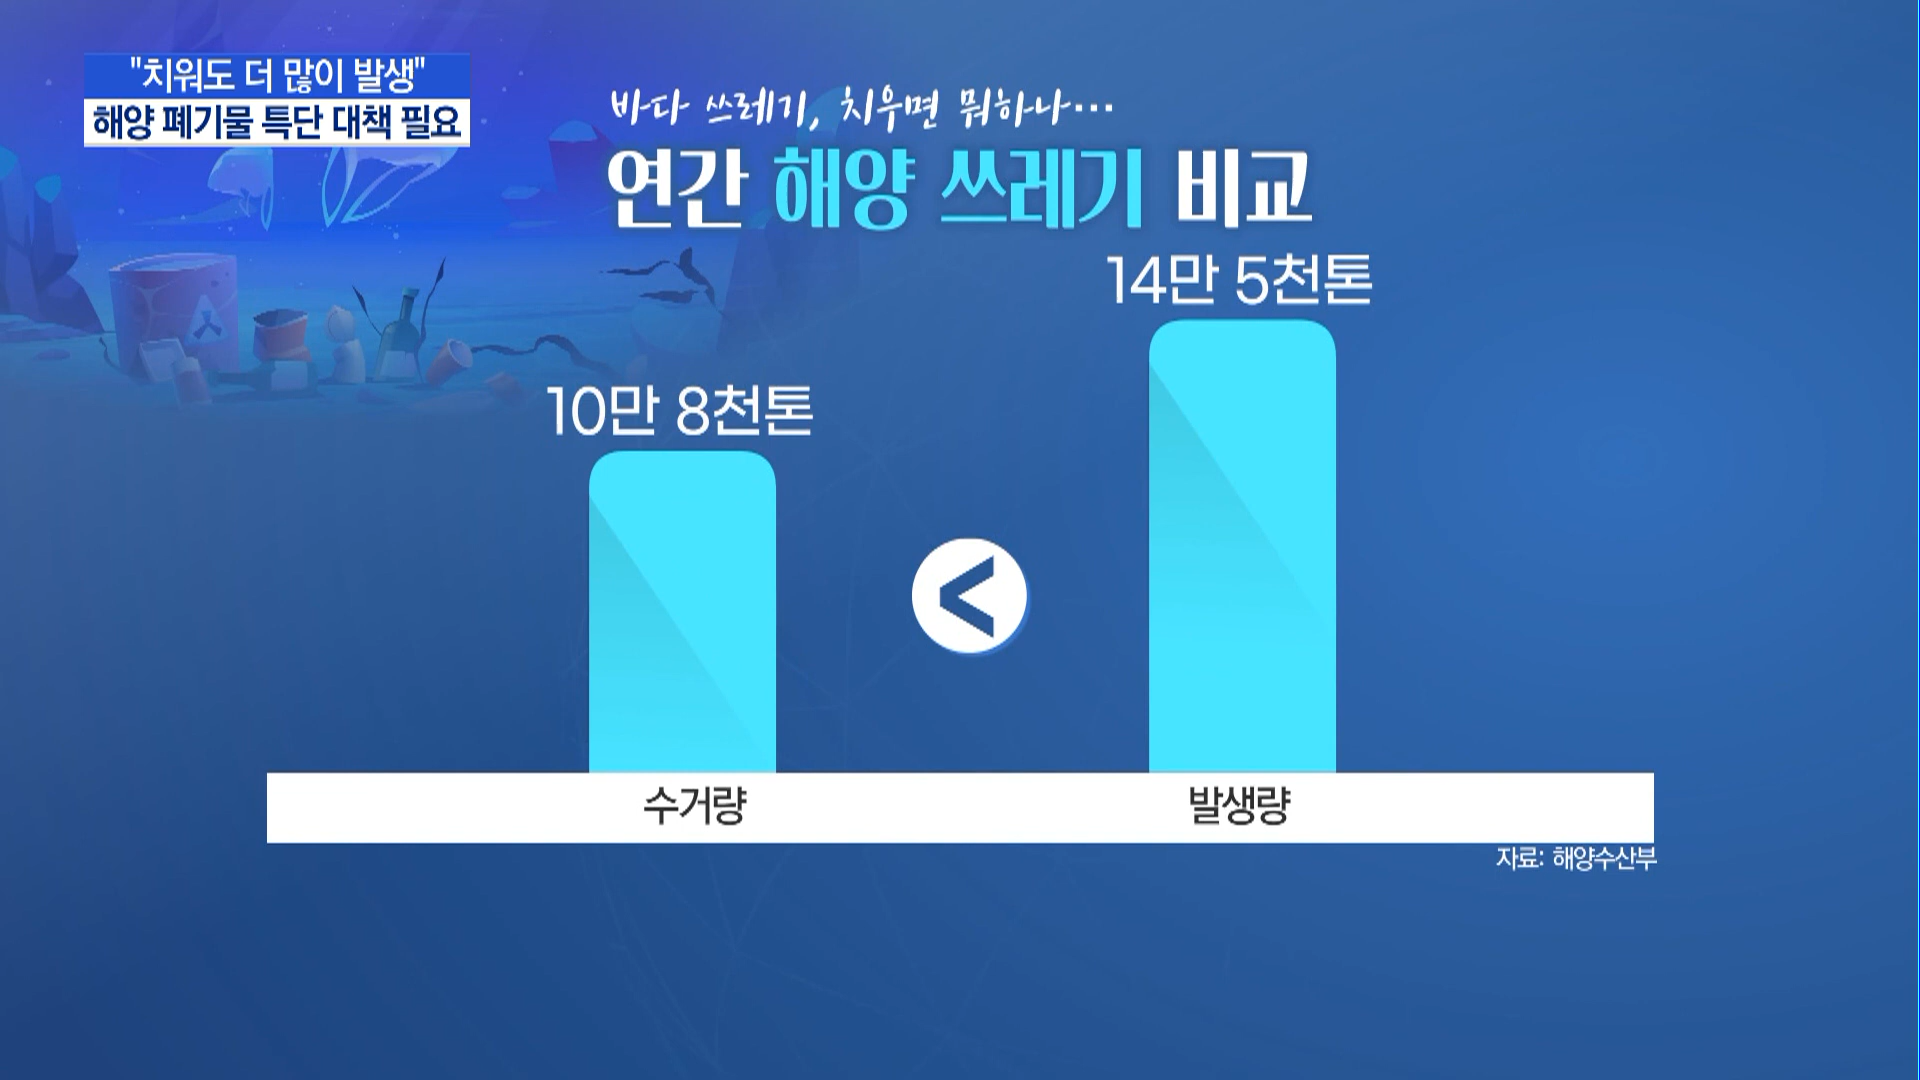 "치워도 더 많이 발생"
해양 폐기물 특단 대책 필요
바다 쓰레기, 치우면 뭐하나…
연간 해양 쓰레기 비교
14만 5천톤
10만 8천톤
<
수거량 발생량
자료: 해양수산부